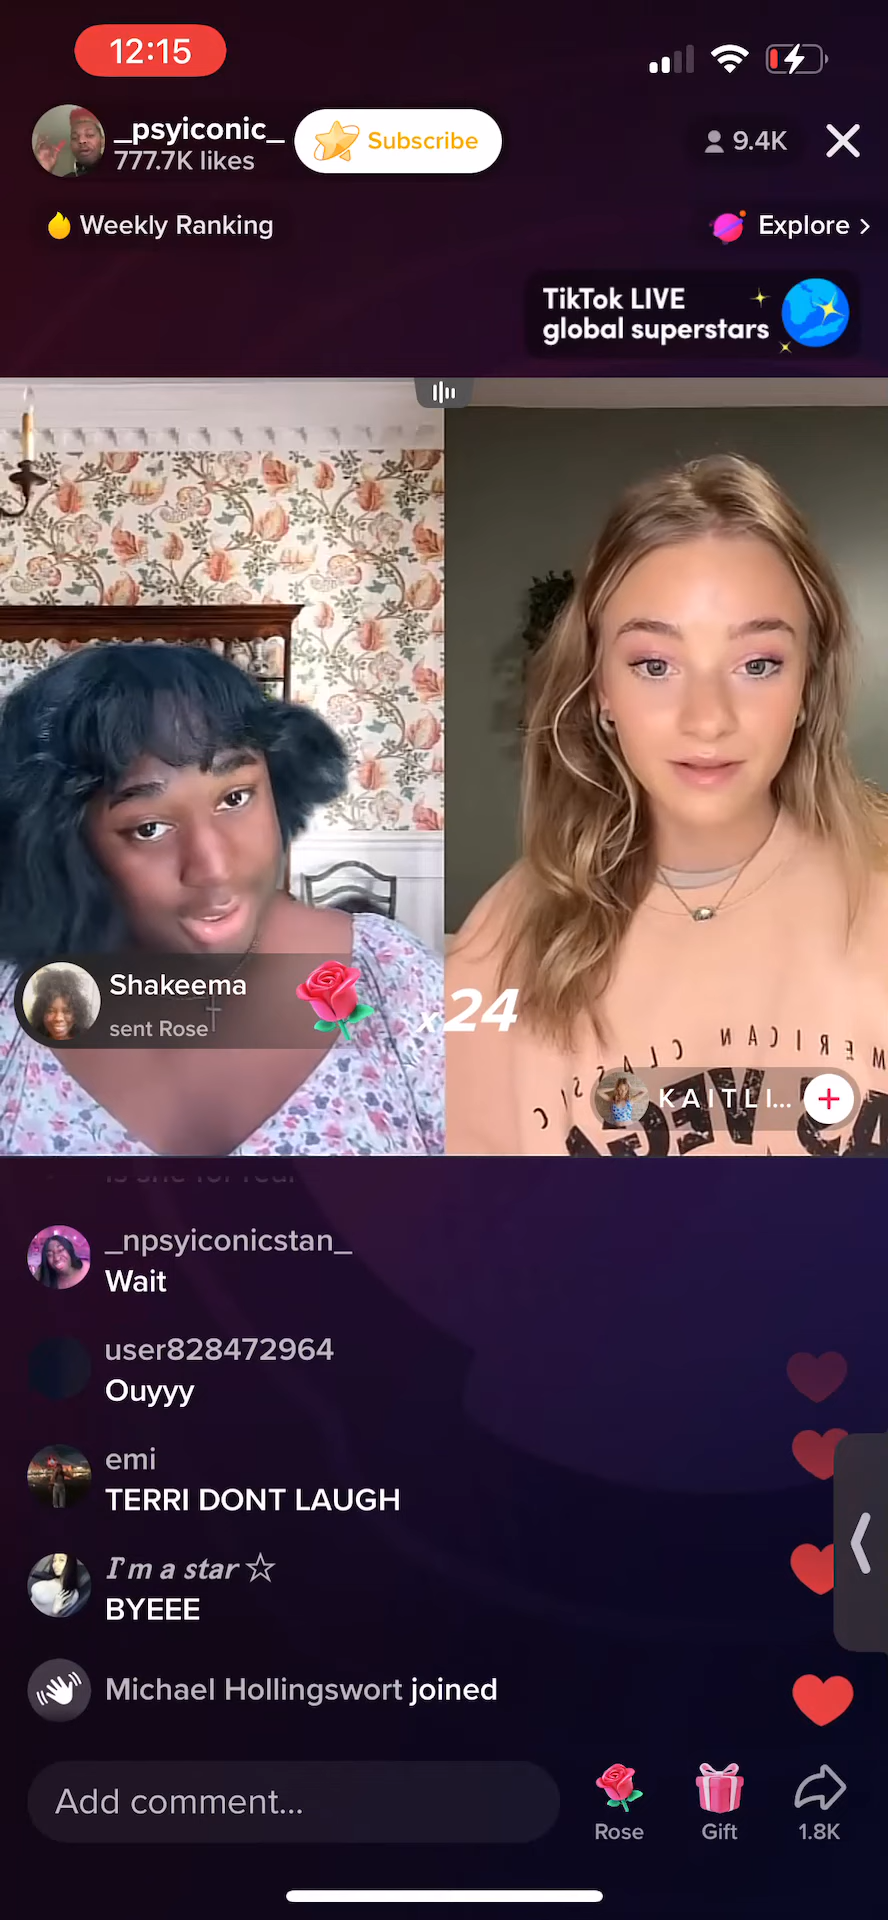 12:15
_psyiconic_
777.7K likes
Subscribe
9.4K
Weekly Ranking
Explore >
TikTok LIVE
global superstars
Shakeema
sent Rose
x24
MERICAN CLASSIC
KAITLI...
_npsyiconicstan_
Wait
user828472964
Ouyyy
emi
TERRI DONT LAUGH
I'm a star ☆
BYEEE
Michael Hollingswort joined
Add comment...
Rose
Gift
1.8K